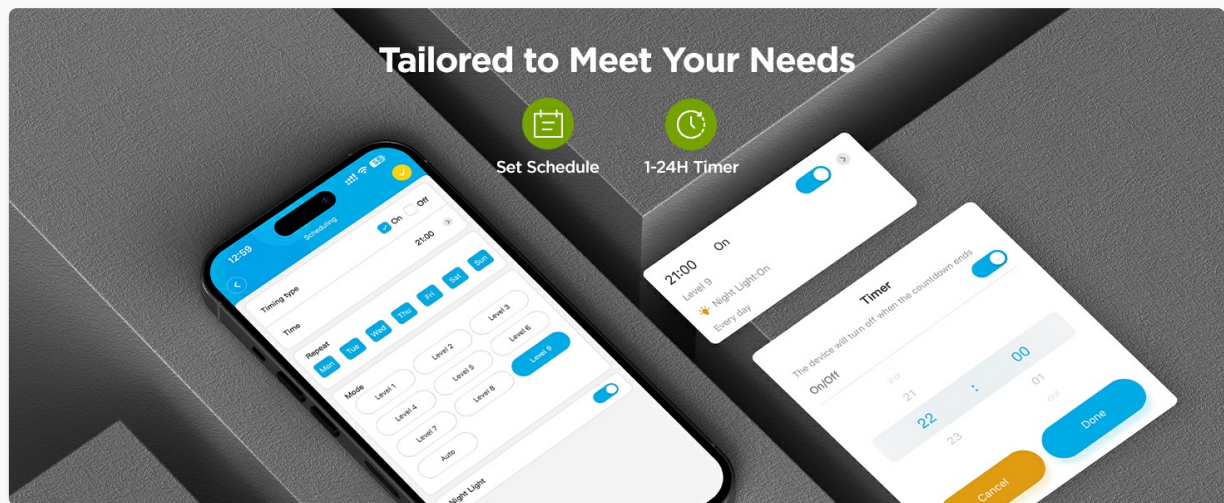 Tailored to Meet Your Needs
Set Schedule
1-24H Timer
12:59
Scheduling
Timing type
On Off
Time
21:00
Repeat
Mon Tue Wed Thu Fri Sat Sun
Mode
Level 1 Level 2 Level 3
Level 4 Level 5 Level 6
Level 7 Level 8 Level 9
Auto
Night Light
21:00 On
Level 9
Night Light:On
Every day
Timer
The device will turn off when the countdown ends
On/Off
20
21
22 : 00
23 01
02
Cancel Done